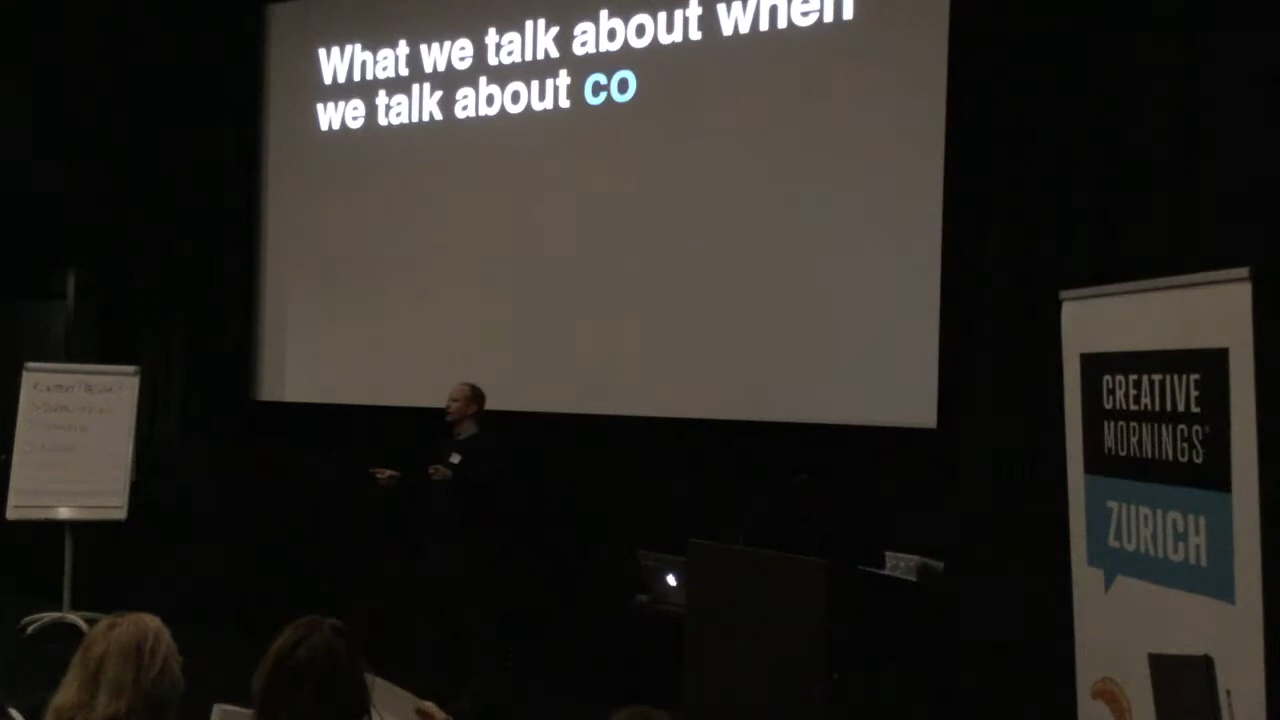 What we talk about when
we talk about co
CREATIVE
MORNINGS®
ZURICH